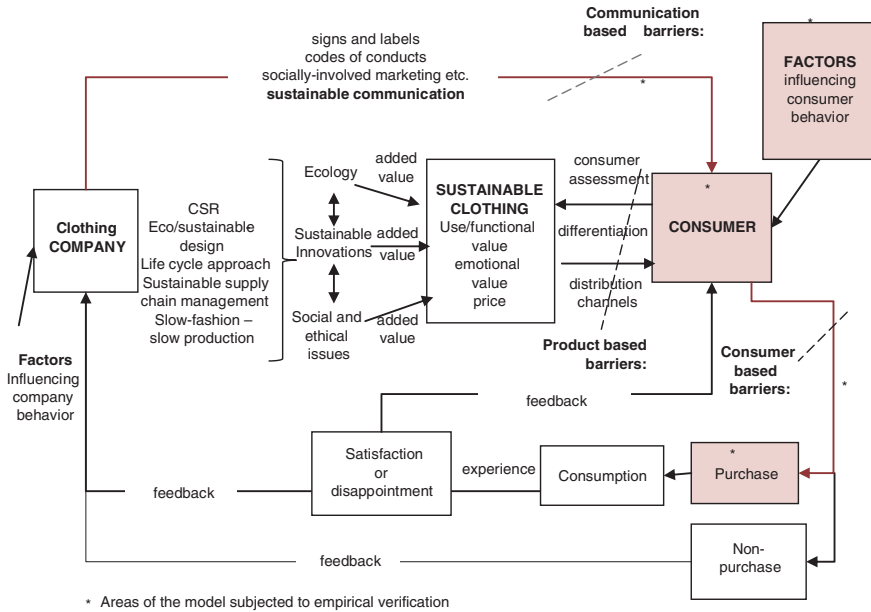 Communication
based barriers:
*
signs and labels
codes of conducts
socially-involved marketing etc.
sustainable communication
*
FACTORS
influencing
consumer
behavior
Clothing
COMPANY
CSR
Eco/sustainable
design
Life cycle approach
Sustainable supply
chain management
Slow-fashion –
slow production
Ecology
Sustainable
Innovations
Social and
ethical
issues
added
value
added
value
added
value
SUSTAINABLE
CLOTHING
Use/functional
value
emotional
value
price
consumer
assessment
differentiation
distribution
channels
*
CONSUMER
Factors
Influencing
company
behavior
Product based
barriers:
Consumer
based
barriers:
*
feedback
Satisfaction
or
disappointment
experience
Consumption
*
Purchase
feedback
Non-
purchase
feedback
* Areas of the model subjected to empirical verification